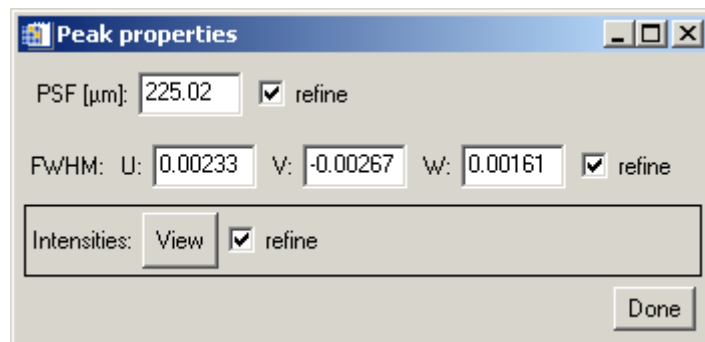 Peak properties
PSF [µm]: 225.02 refine
FWHM: U: 0.00233 V: -0.00267 W: 0.00161 refine
Intensities: View refine
Done